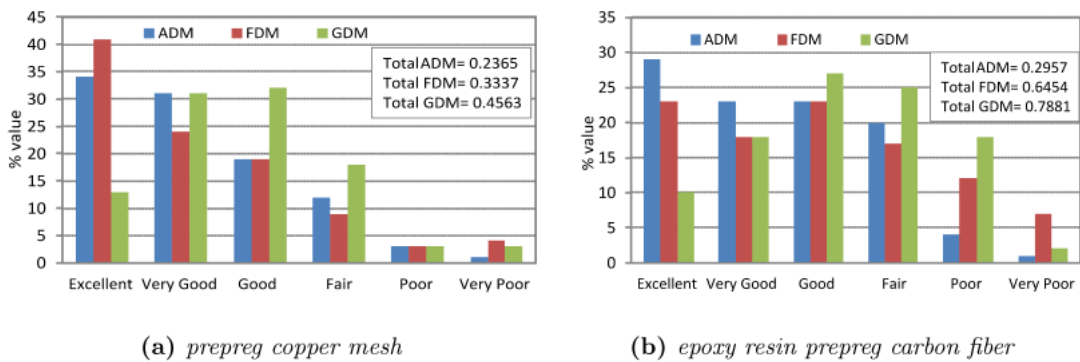 45
40
35
30
25
20
15
10
5
0
% value
ADM FDM GDM
Total ADM= 0.2365
Total FDM= 0.3337
Total GDM= 0.4563
Excellent Very Good Good Fair Poor Very Poor
(a) prepreg copper mesh
35
30
25
20
15
10
5
0
% value
ADM FDM GDM
Total ADM= 0.2957
Total FDM= 0.6454
Total GDM= 0.7881
Excellent Very Good Good Fair Poor Very Poor
(b) epoxy resin prepreg carbon fiber